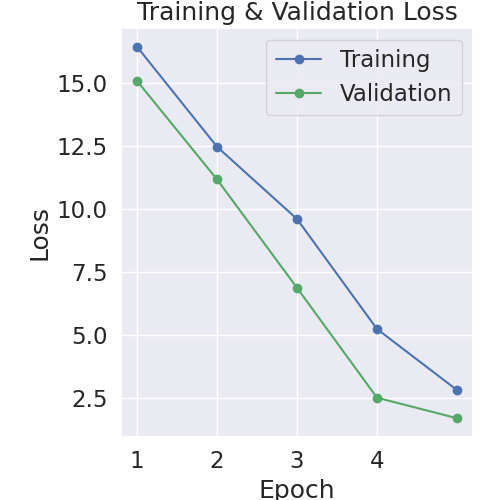 Training & Validation Loss
Training
Validation
Loss
15.0
12.5
10.0
7.5
5.0
2.5
1 2 3 4
Epoch